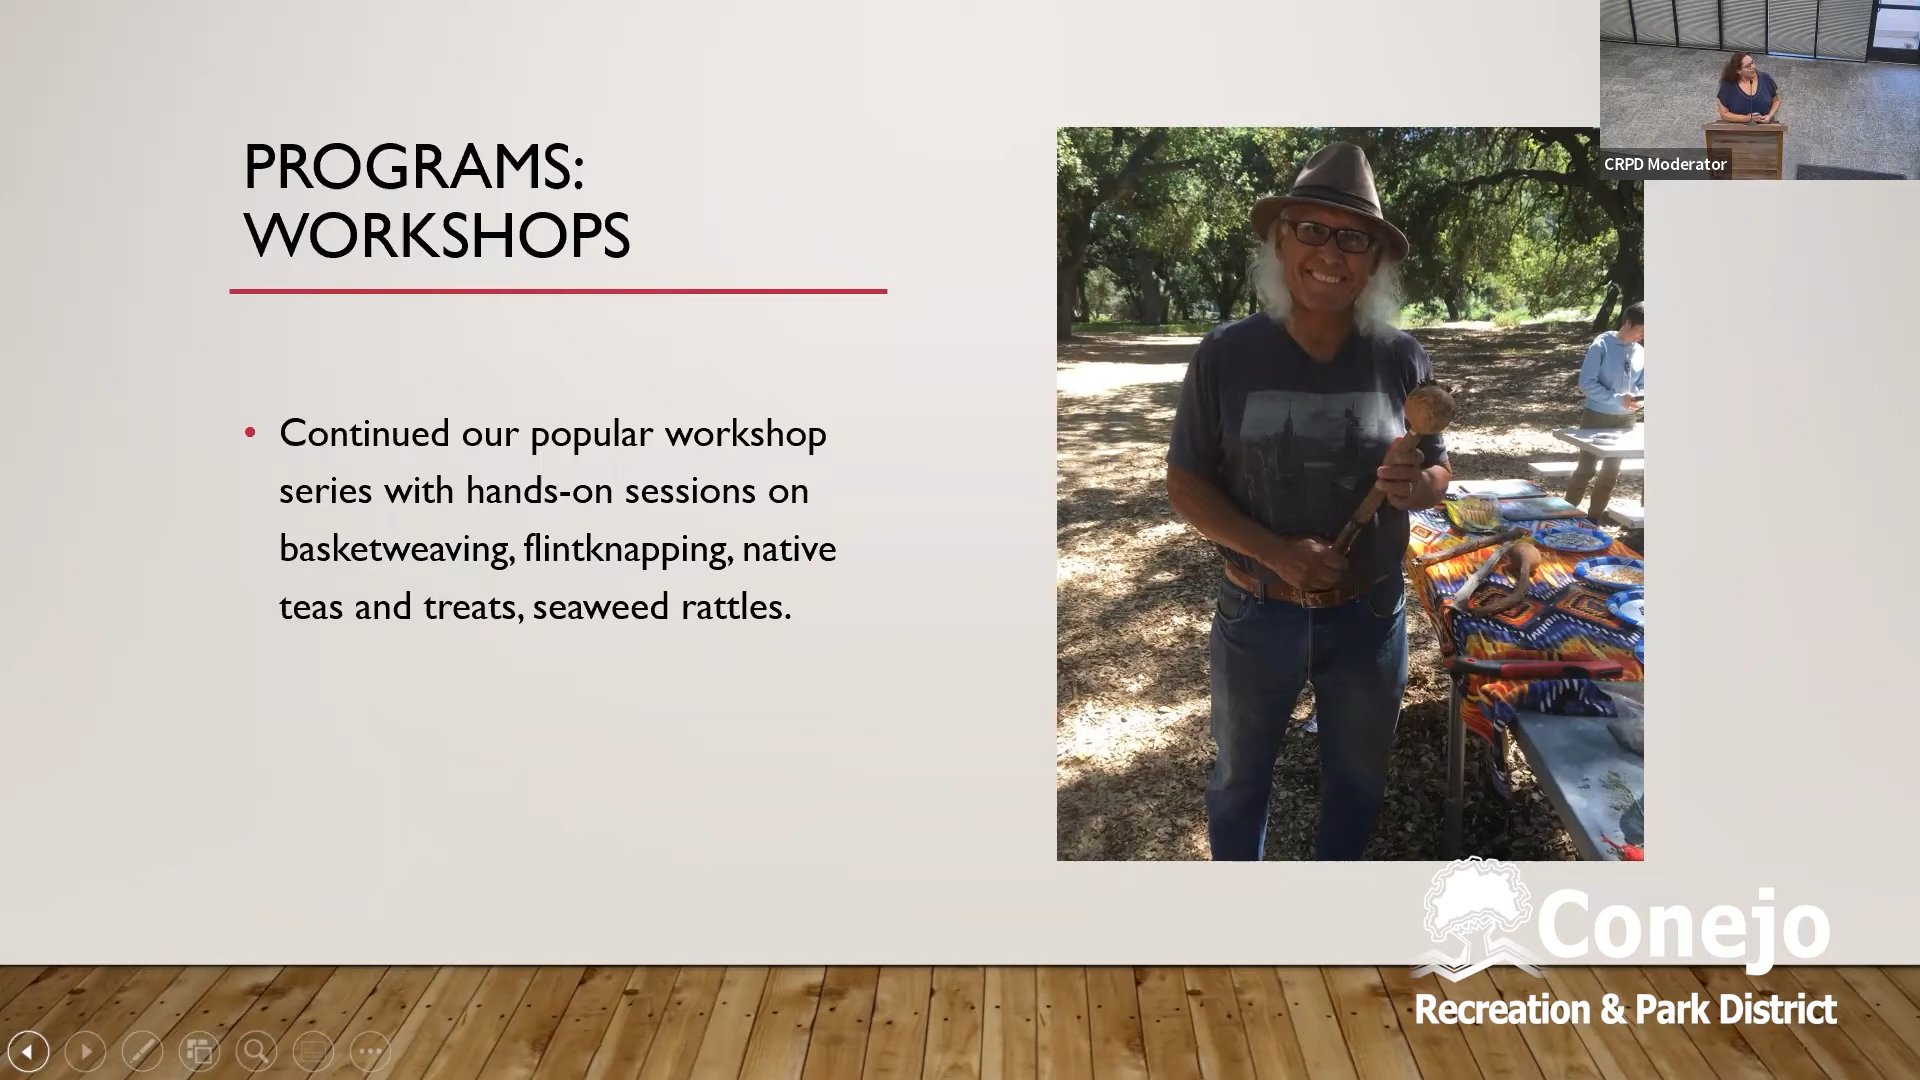 PROGRAMS:
WORKSHOPS
• Continued our popular workshop
series with hands-on sessions on
basketweaving, flintknapping, native
teas and treats, seaweed rattles.
CRPD Moderator
Conejo
Recreation & Park District